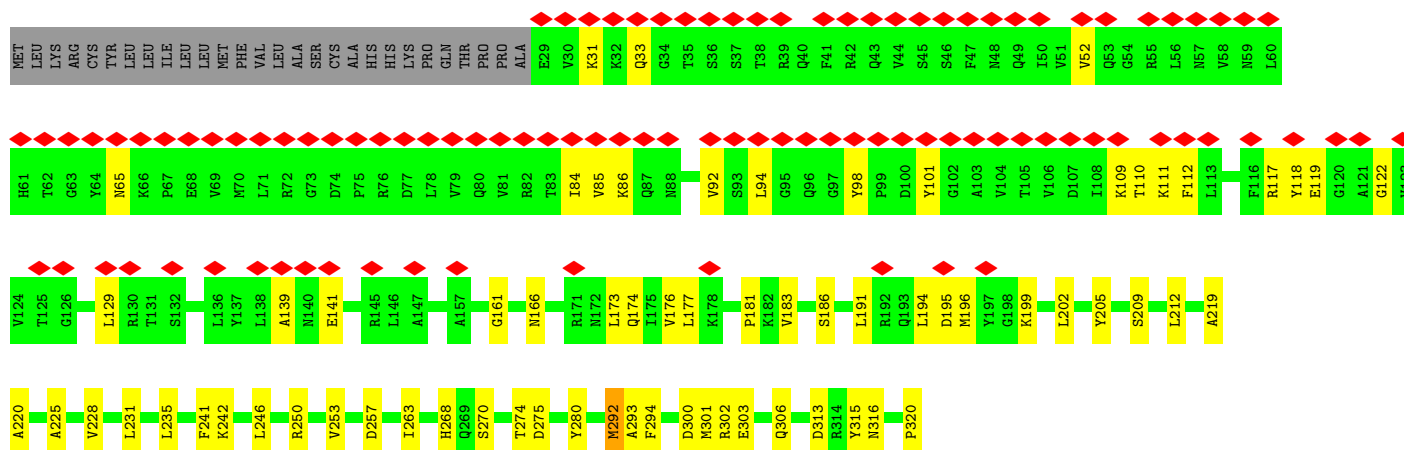 MET LEU LYS ARG CYS TYR LEU LEU ILE LEU LEU MET PHE VAL LEU ALA SER CYS ALA HIS HIS LYS PRO GLN THR PRO PRO ALA E29 V30 K31 K32 Q33 G34 T35 S36 S37 T38 R39 Q40 F41 R42 Q43 V44 S45 S46 F47 N48 Q49 I50 V51 V52 Q53 G54 R55 L56 N57 V58 N59 L60
H61 T62 G63 Y64 N65 K66 P67 E68 V69 M70 L71 R72 G73 D74 P75 R76 D77 L78 V79 Q80 V81 R82 T83 I84 V85 K86 Q87 N88 V92 S93 L94 G95 Q96 G97 Y98 P99 D100 Y101 G102 A103 V104 T105 V106 D107 I108 K109 T110 K111 F112 L113 F116 R117 Y118 E119 G120 A121 G122
V124 T125 G126 L129 R130 T131 S132 L136 Y137 L138 A139 N140 E141 R145 L146 A147 A157 G161 N166 R171 N172 L173 Q174 I175 V176 L177 K178 P181 K182 V183 S186 L191 R192 Q193 L194 D195 M196 Y197 G198 K199 L202 Y205 S209 L212 A219
A220 A225 V228 L231 L235 F241 K242 L246 R250 V253 D257 I263 H268 Q269 S270 T274 D275 Y280 M292 A293 F294 D300 M301 R302 E303 Q306 D313 R314 Y315 N316 P320